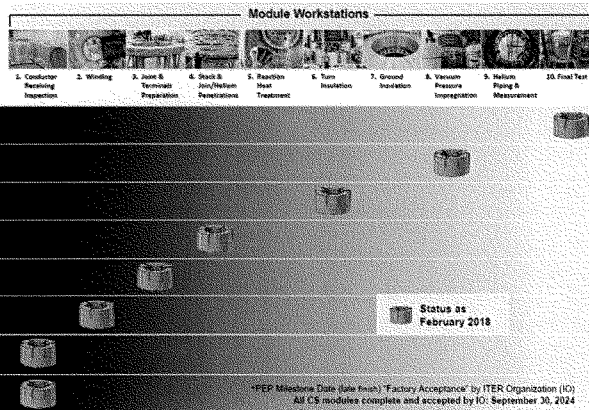 Module Workstations
1. Conductor
Receiving
Inspection
2. Winding
3. Joint &
Terminals
Preparation
4. Stack &
Join/Helium
Penetrations
5. Reaction
Heat
Treatment
6. Turn
Insulation
7. Ground
Insulation
8. Vacuum
Pressure
Impregnation
9. Helium
Piping &
Measurement
10. Final Test
Status as
February 2018
*PEP Milestone Date (late finish) "Factory Acceptance" by ITER Organization (IO)
All CS modules complete and accepted by IO: September 30, 2024